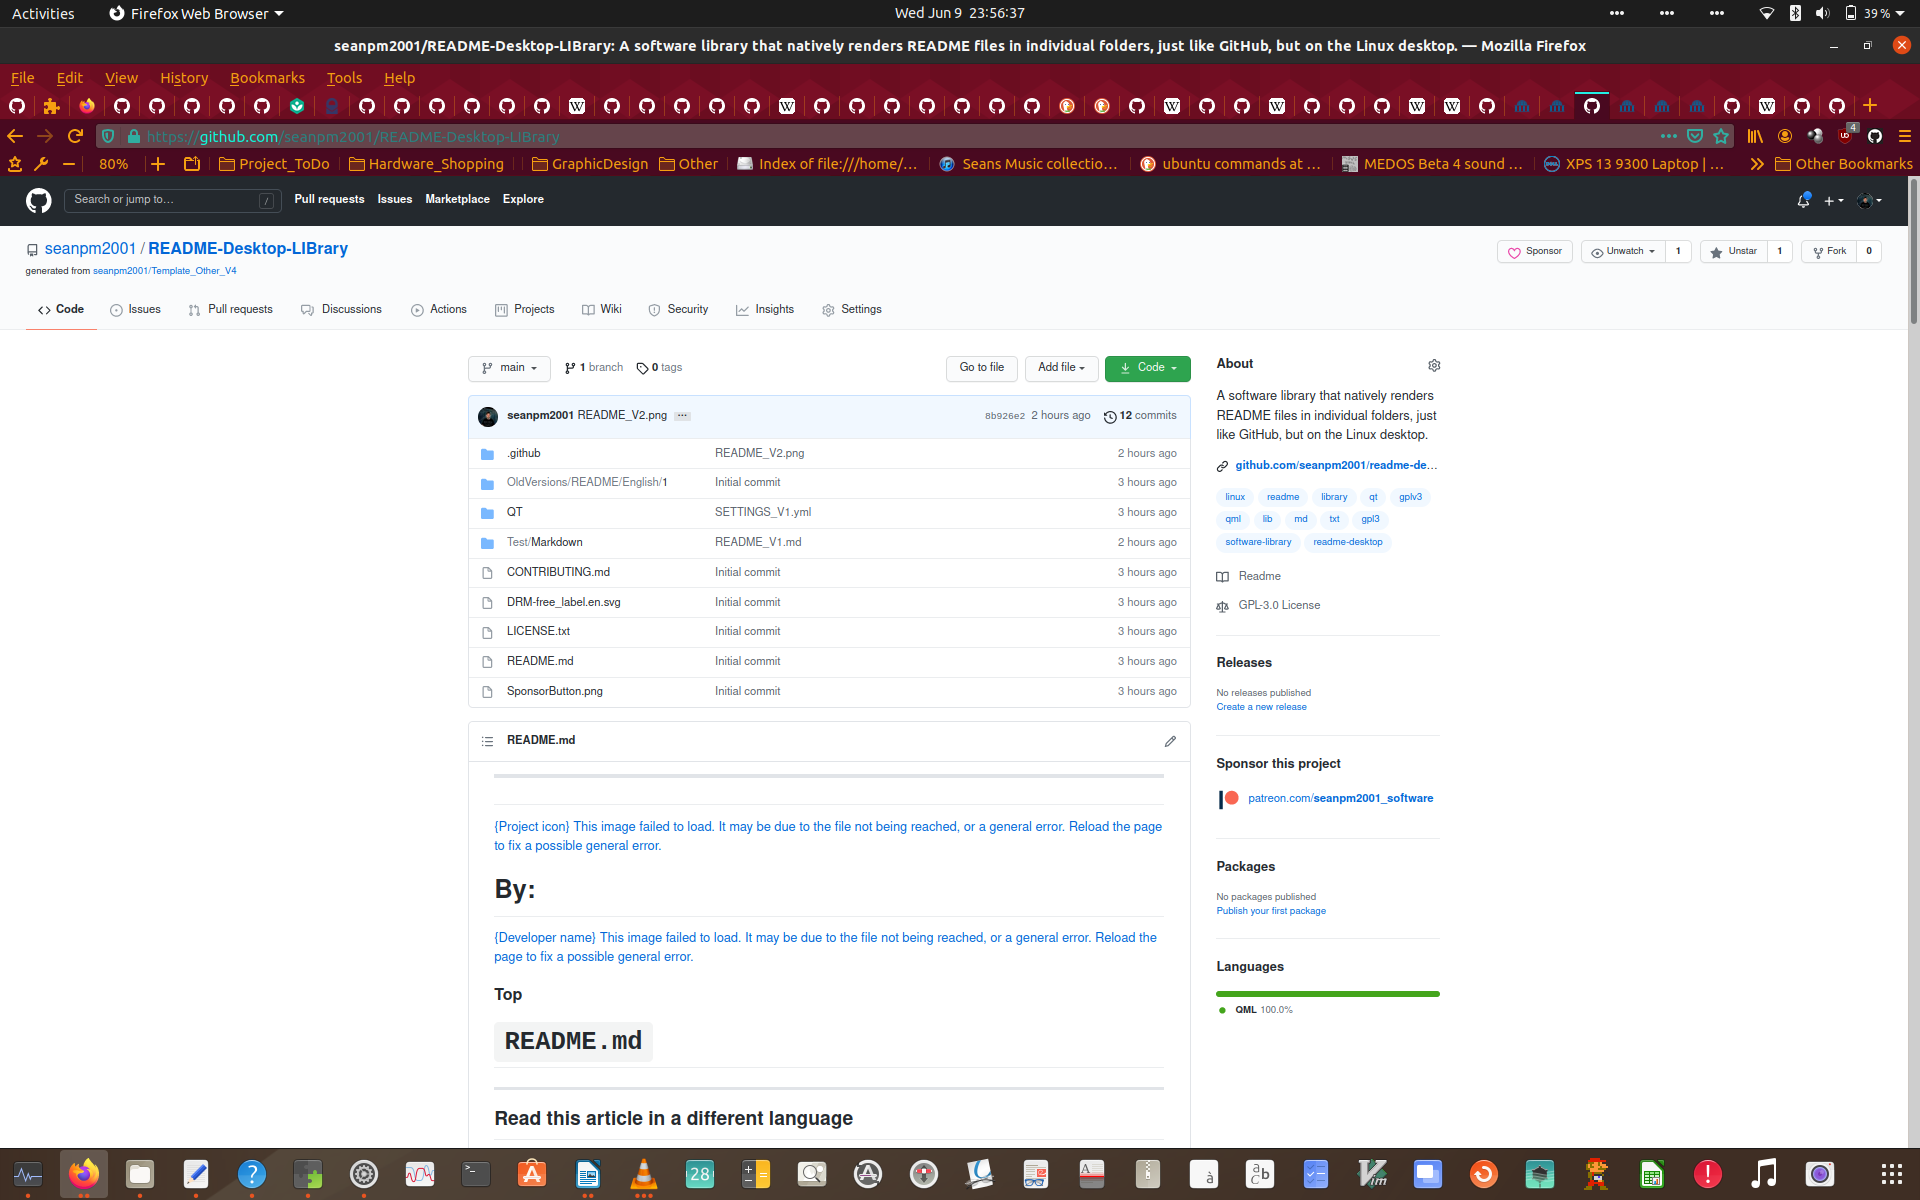 Activities Firefox Web Browser Wed Jun 9 23:56:37 39 %
seanpm2001/README-Desktop-LIBrary: A software library that natively renders README files in individual folders, just like GitHub, but on the Linux desktop. — Mozilla Firefox
File Edit View History Bookmarks Tools Help
https://github.com/seanpm2001/README-Desktop-LIBrary 4
80% Project_ToDo Hardware_Shopping GraphicDesign Other Index of file:///home/... Seans Music collectio... ubuntu commands at ... MEDOS Beta 4 sound ... XPS 13 9300 Laptop | ... Other Bookmarks
Search or jump to... / Pull requests Issues Marketplace Explore
seanpm2001 / README-Desktop-LIBrary Sponsor Unwatch 1 Unstar 1 Fork 0
generated from seanpm2001/Template_Other_V4
Code Issues Pull requests Discussions Actions Projects Wiki Security Insights Settings
main 1 branch 0 tags Go to file Add file Code
seanpm2001 README_V2.png ... 8b926e2 2 hours ago 12 commits
.github README_V2.png 2 hours ago
OldVersions/README/English/1 Initial commit 3 hours ago
QT SETTINGS_V1.yml 3 hours ago
Test/Markdown README_V1.md 2 hours ago
CONTRIBUTING.md Initial commit 3 hours ago
DRM-free_label.en.svg Initial commit 3 hours ago
LICENSE.txt Initial commit 3 hours ago
README.md Initial commit 3 hours ago
SponsorButton.png Initial commit 3 hours ago
README.md
{Project icon} This image failed to load. It may be due to the file not being reached, or a general error. Reload the page
to fix a possible general error.
By:
{Developer name} This image failed to load. It may be due to the file not being reached, or a general error. Reload the
page to fix a possible general error.
Top
README.md
Read this article in a different language
About
A software library that natively renders
README files in individual folders, just
like GitHub, but on the Linux desktop.
github.com/seanpm2001/readme-de...
linux readme library qt gplv3
qml lib md txt gpl3
software-library readme-desktop
Readme
GPL-3.0 License
Releases
No releases published
Create a new release
Sponsor this project
patreon.com/seanpm2001_software
Packages
No packages published
Publish your first package
Languages
QML 100.0%
28